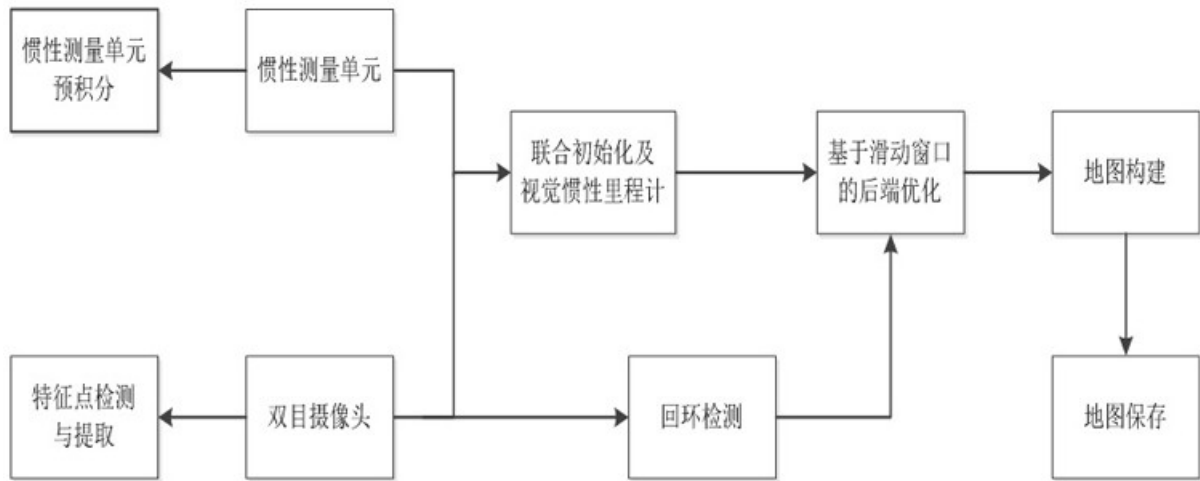 惯性测量单元
预积分
惯性测量单元
联合初始化及
视觉惯性里程计
基于滑动窗口
的后端优化
地图构建
特征点检测
与提取
双目摄像头
回环检测
地图保存